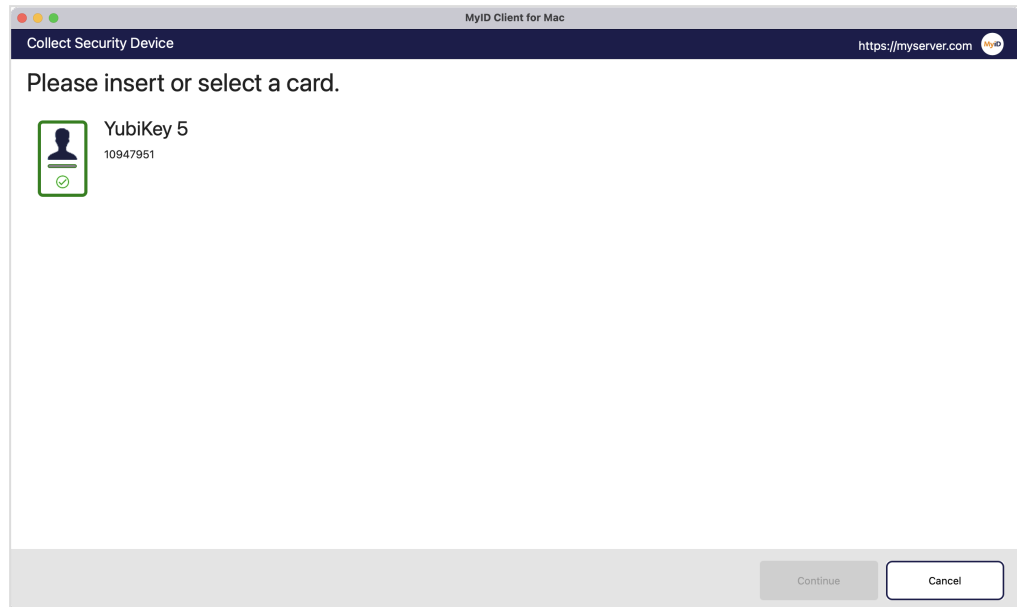 MyID Client for Mac
Collect Security Device
https://myserver.com
MyID
Please insert or select a card.
YubiKey 5
10947951
Continue
Cancel